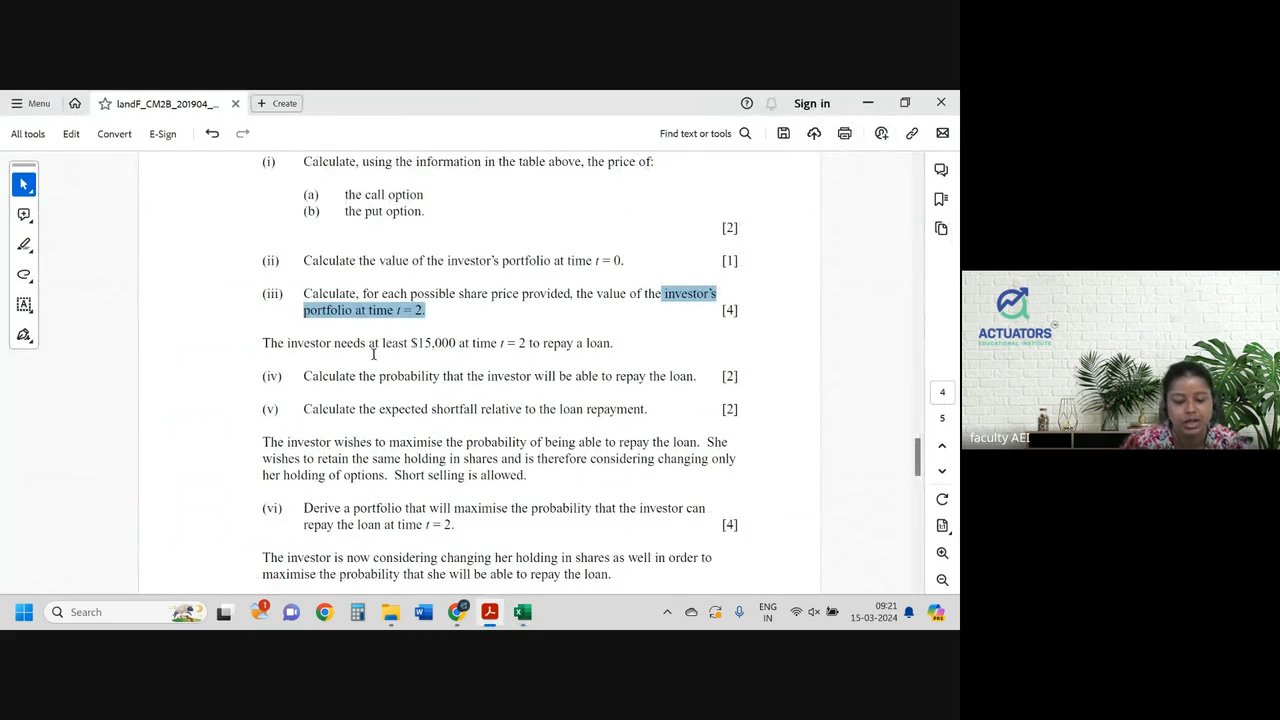 Menu
landF_CM2B_201904_...
Create
Sign in
All tools
Edit
Convert
E-Sign
Find text or tools
(i) Calculate, using the information in the table above, the price of:
(a) the call option
(b) the put option.
[2]
(ii) Calculate the value of the investor's portfolio at time t = 0. [1]
(iii) Calculate, for each possible share price provided, the value of the investor's
portfolio at time t = 2. [4]
The investor needs at least $15,000 at time t = 2 to repay a loan.
(iv) Calculate the probability that the investor will be able to repay the loan. [2]
(v) Calculate the expected shortfall relative to the loan repayment. [2]
The investor wishes to maximise the probability of being able to repay the loan. She
wishes to retain the same holding in shares and is therefore considering changing only
her holding of options. Short selling is allowed.
(vi) Derive a portfolio that will maximise the probability that the investor can
repay the loan at time t = 2. [4]
The investor is now considering changing her holding in shares as well in order to
maximise the probability that she will be able to repay the loan.
4
5
ACTUATORS
EDUCATIONAL INSTITUTE
faculty AEI
Search
1
ENG
IN
09:21
15-03-2024